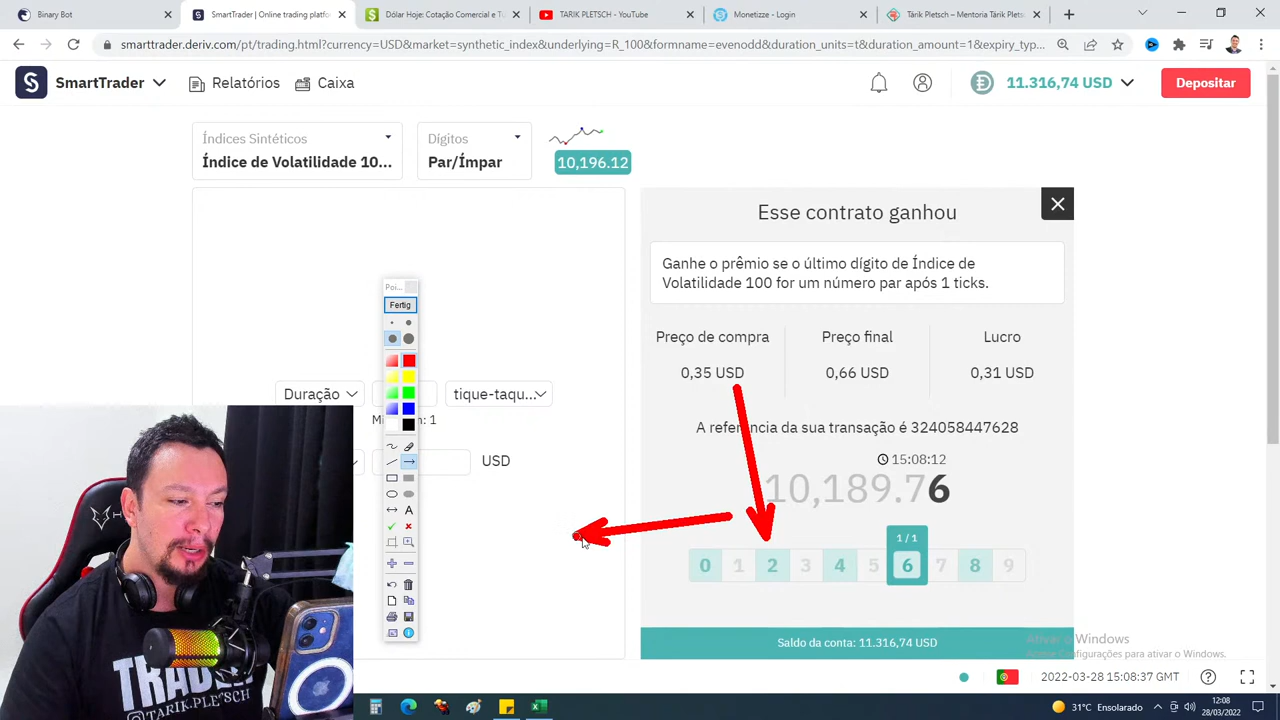 Binary Bot
SmartTrader | Online trading platfo
Dólar Hoje: Cotação Comercial e Tu
TARIK PLETSCH - YouTube
Monetizze - Login
Tárik Pletsch – Mentoria Tárik Plets
smarttrader.deriv.com/pt/trading.html?currency=USD&market=synthetic_index&underlying=R_100&formname=evenodd&duration_units=t&duration_amount=1&expiry_typ...
SmartTrader
Relatórios
Caixa
11.316,74 USD
Depositar
Índices Sintéticos
Índice de Volatilidade 10...
Dígitos
Par/Ímpar
10,196.12
Esse contrato ganhou
Ganhe o prêmio se o último dígito de Índice de
Volatilidade 100 for um número par após 1 ticks.
Poi...
Fertig
Preço de compra
0,35 USD
Preço final
0,66 USD
Lucro
0,31 USD
Duração
tique-taqu...
: 1
USD
A referência da sua transação é 324058447628
15:08:12
10,189.76
1 / 1
0 1 2 3 4 5 6 7 8 9
Saldo da conta: 11.316,74 USD
Ativar o Windows
Acesse Configurações para ativar o Windows.
2022-03-28 15:08:37 GMT
TRADER
@TARIK.PLETSCH
31°C Ensolarado
12:08
28/03/2022